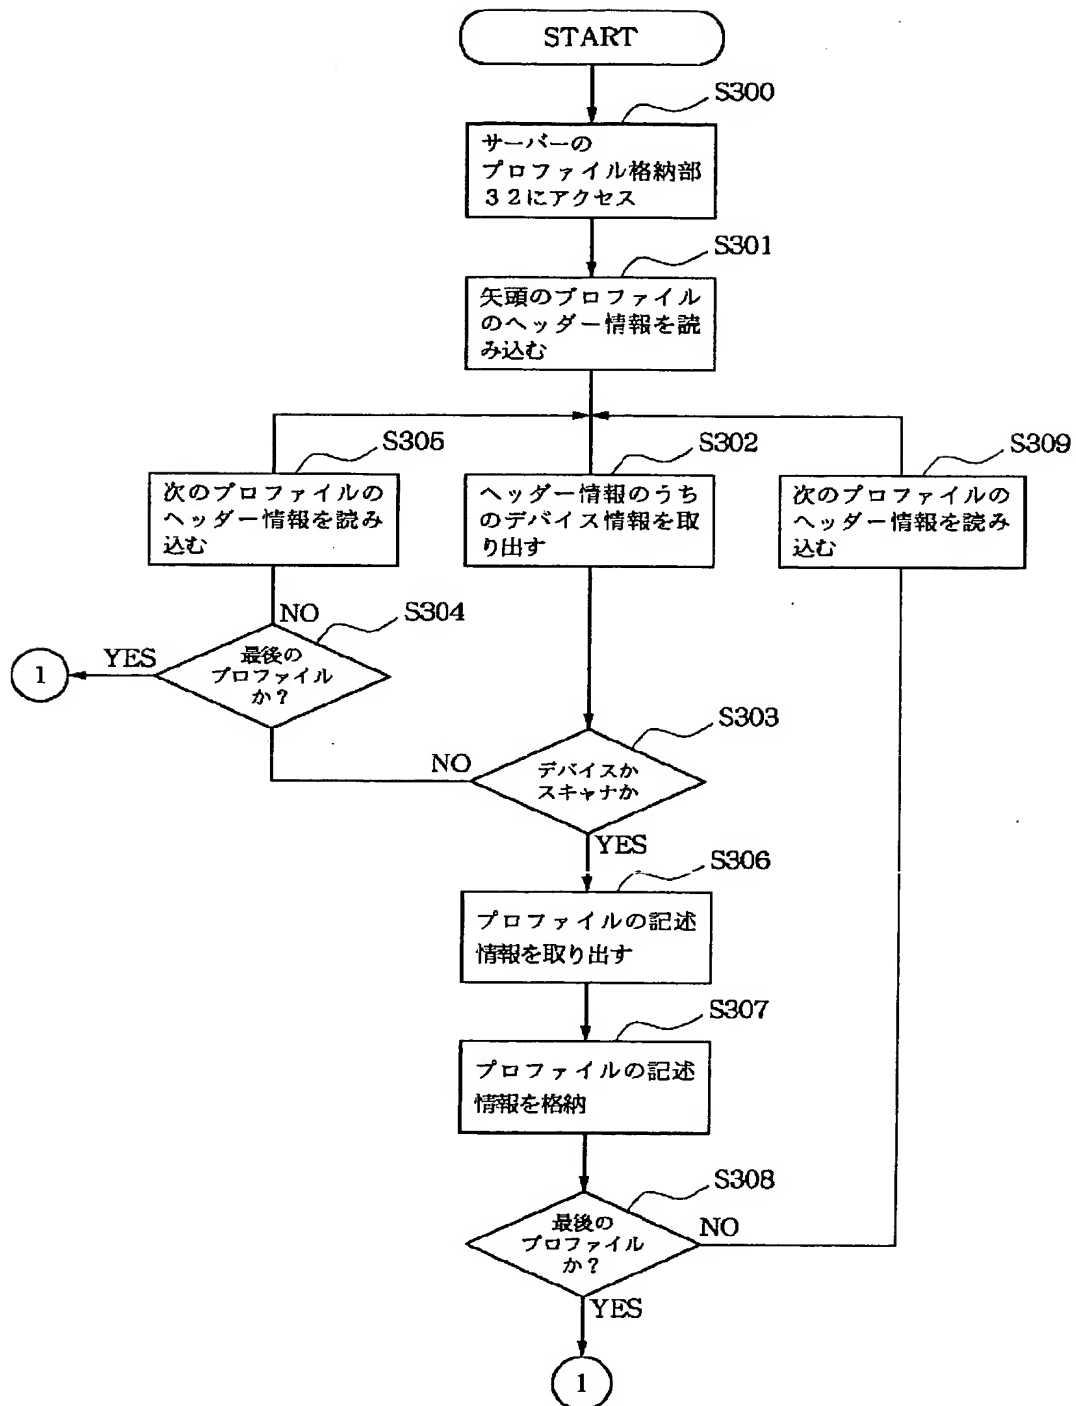 START
S300
サーバーの
プロファイル格納部
32にアクセス
S301
矢頭のプロファイル
のヘッダー情報を読
み込む
S305
次のプロファイルの
ヘッダー情報を読み
込む
S302
ヘッダー情報のうち
のデバイス情報を取
り出す
S309
次のプロファイルの
ヘッダー情報を読み
込む
NO
S304
最後の
プロファイル
か?
YES
1
S303
デバイスか
スキャナか
NO
YES
S306
プロファイルの記述
情報を取り出す
S307
プロファイルの記述
情報を格納
S308
最後の
プロファイル
か?
NO
YES
1